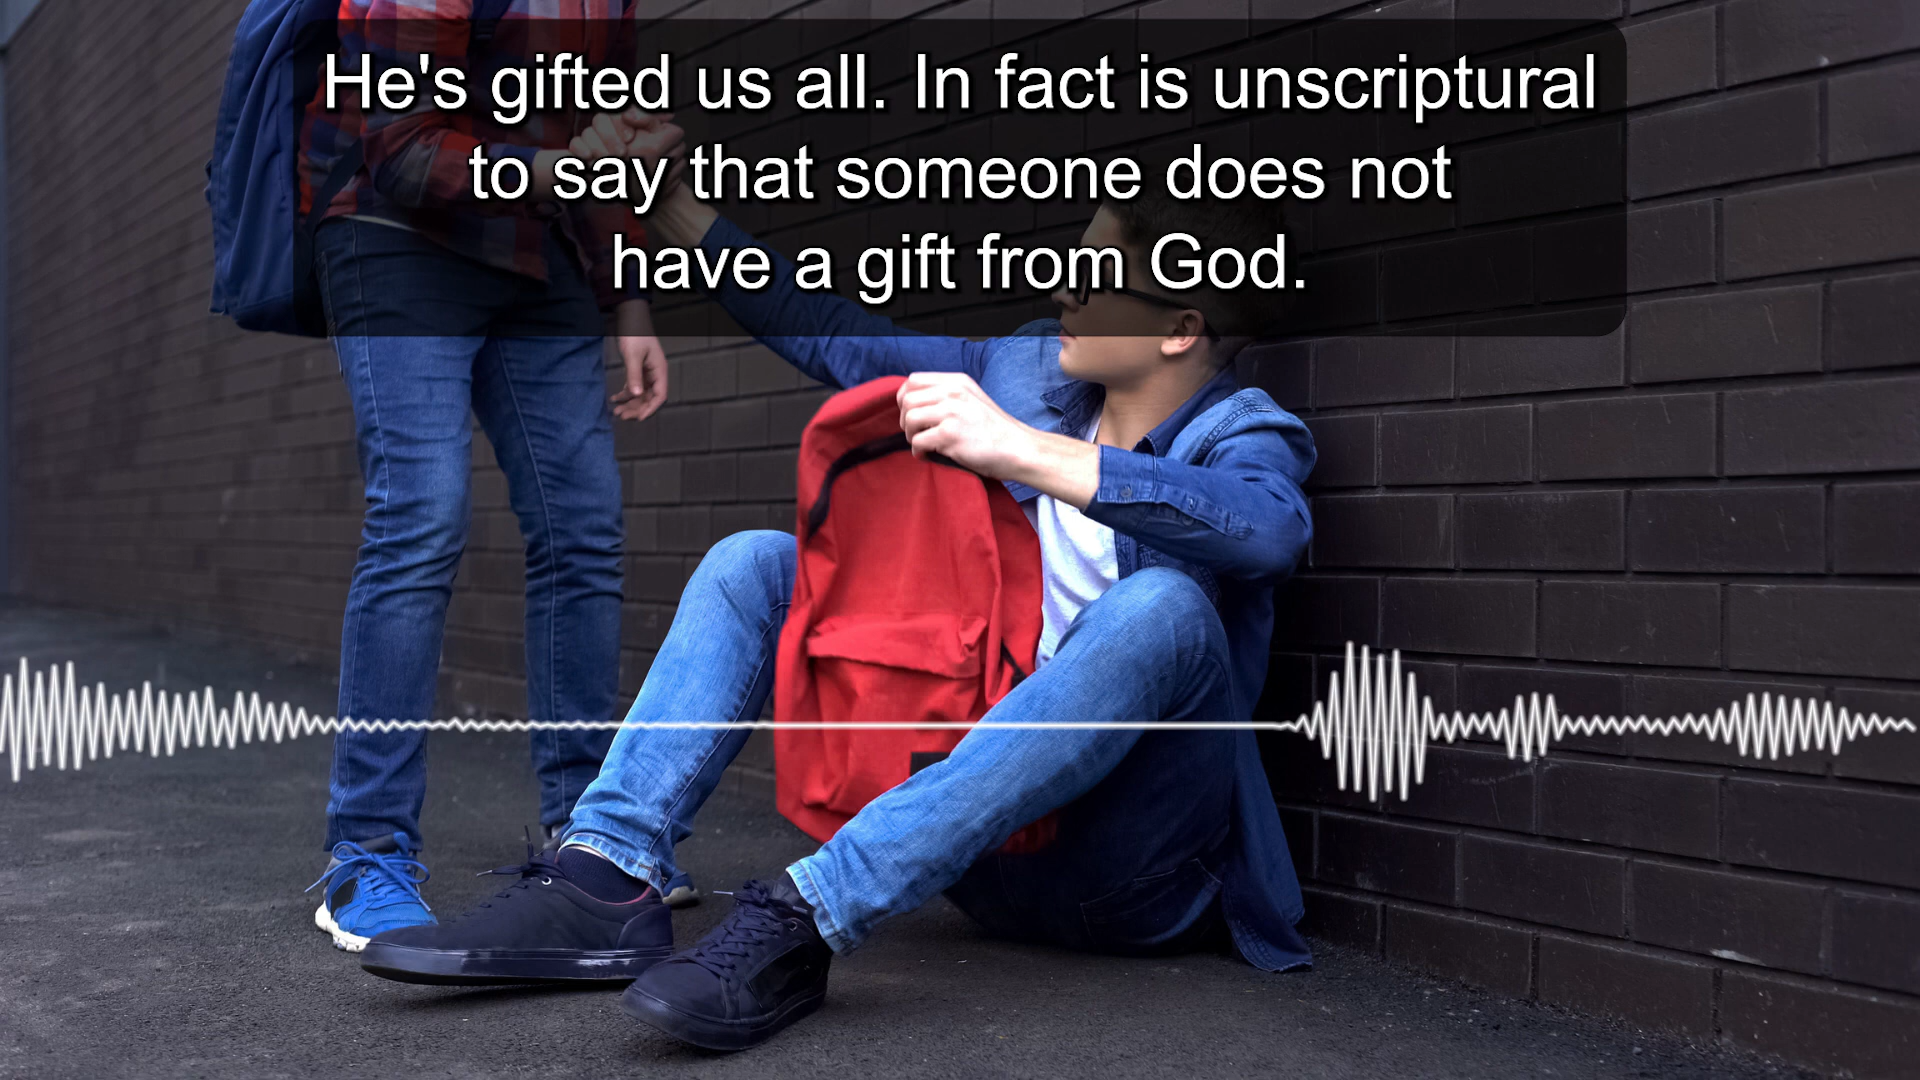 He's gifted us all. In fact is unscriptural
to say that someone does not
have a gift from God.